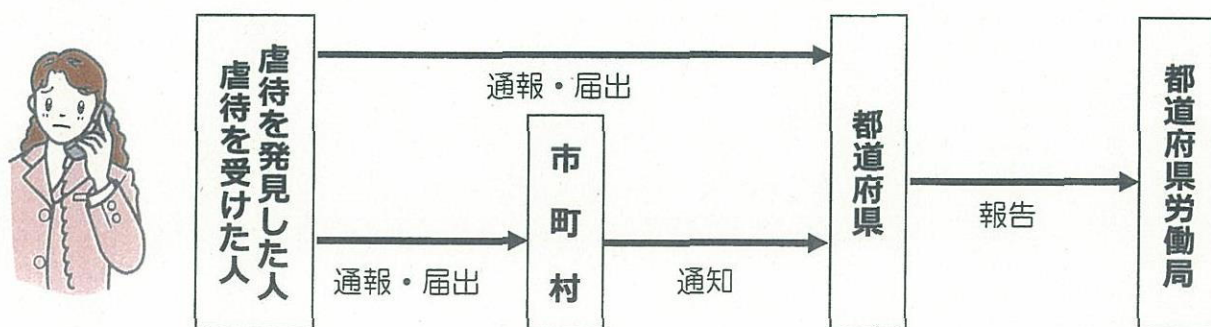 虐待を発見した人
虐待を受けた人
通報・届出
通報・届出
市町村
通知
都道府県
報告
都道府県労働局